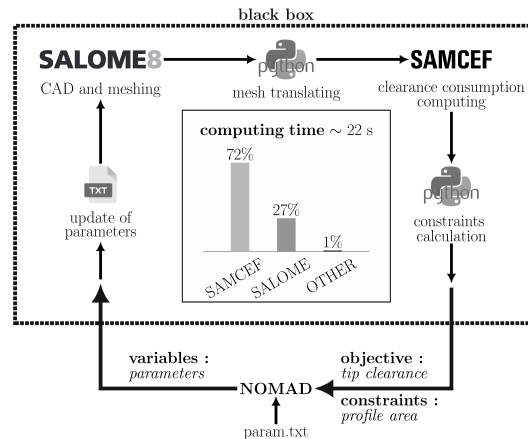 black box
SALOME8
python
SAMCEF
CAD and meshing
mesh translating
clearance consumption
computing
computing time ~ 22 s
72%
27%
1%
SAMCEF
SALOME
OTHER
TXT
update of
parameters
python
constraints
calculation
variables :
parameters
objective :
tip clearance
NOMAD
constraints :
profile area
param.txt